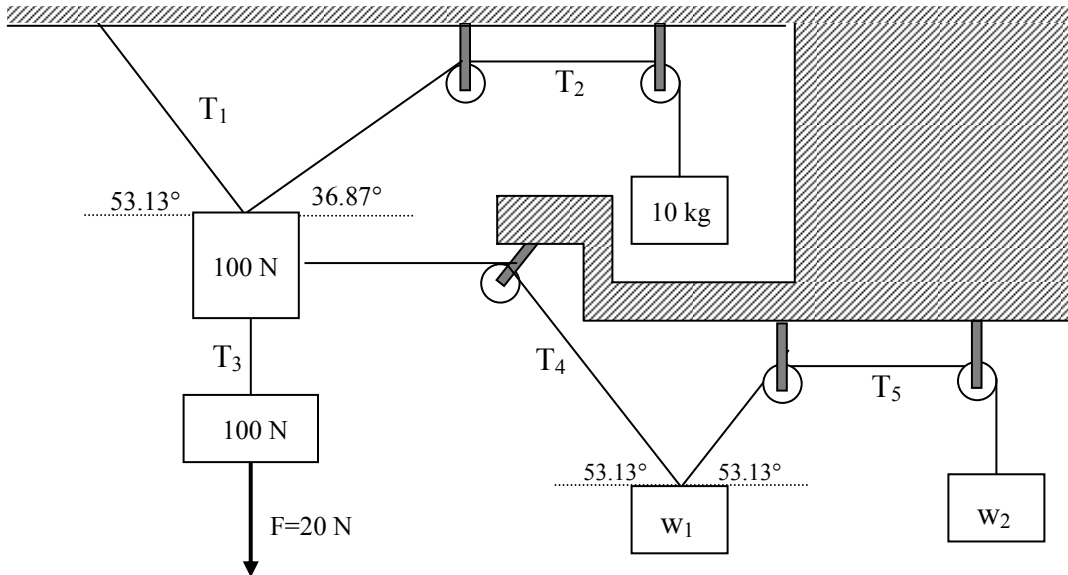 T₁
T₂
53.13° 36.87°
10 kg
100 N
T₃
T₄
T₅
100 N
53.13° 53.13°
w₁
w₂
F=20 N